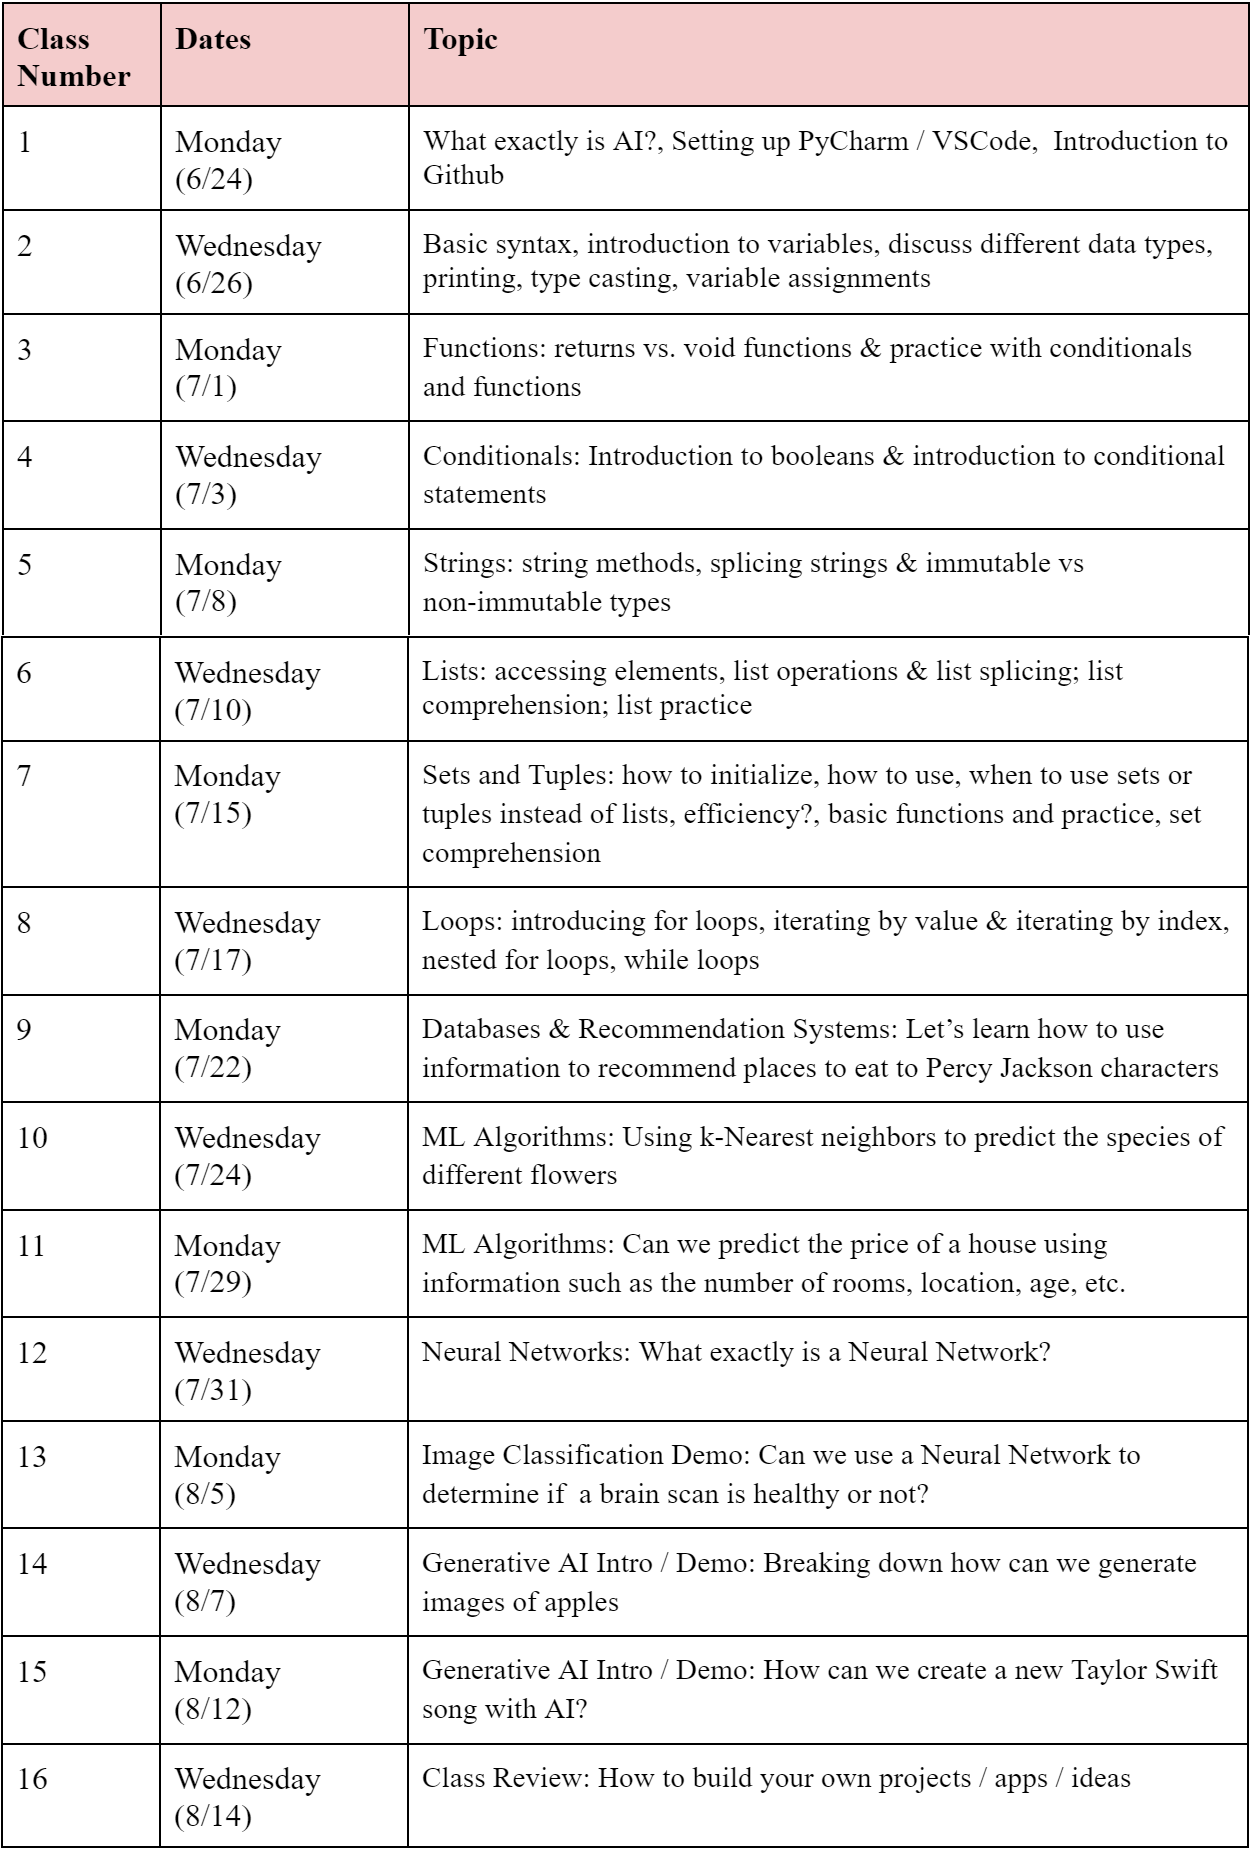 Class Number
Dates
Topic
1
Monday
(6/24)
What exactly is AI?, Setting up PyCharm / VSCode,  Introduction to
Github
2
Wednesday
(6/26)
Basic syntax, introduction to variables, discuss different data types,
printing, type casting, variable assignments
3
Monday
(7/1)
Functions: returns vs. void functions & practice with conditionals
and functions
4
Wednesday
(7/3)
Conditionals: Introduction to booleans & introduction to conditional
statements
5
Monday
(7/8)
Strings: string methods, splicing strings & immutable vs
non-immutable types
6
Wednesday
(7/10)
Lists: accessing elements, list operations & list splicing; list
comprehension; list practice
7
Monday
(7/15)
Sets and Tuples: how to initialize, how to use, when to use sets or
tuples instead of lists, efficiency?, basic functions and practice, set
comprehension
8
Wednesday
(7/17)
Loops: introducing for loops, iterating by value & iterating by index,
nested for loops, while loops
9
Monday
(7/22)
Databases & Recommendation Systems: Let’s learn how to use
information to recommend places to eat to Percy Jackson characters
10
Wednesday
(7/24)
ML Algorithms: Using k-Nearest neighbors to predict the species of
different flowers
11
Monday
(7/29)
ML Algorithms: Can we predict the price of a house using
information such as the number of rooms, location, age, etc.
12
Wednesday
(7/31)
Neural Networks: What exactly is a Neural Network?
13
Monday
(8/5)
Image Classification Demo: Can we use a Neural Network to
determine if  a brain scan is healthy or not?
14
Wednesday
(8/7)
Generative AI Intro / Demo: Breaking down how can we generate
images of apples
15
Monday
(8/12)
Generative AI Intro / Demo: How can we create a new Taylor Swift
song with AI?
16
Wednesday
(8/14)
Class Review: How to build your own projects / apps / ideas